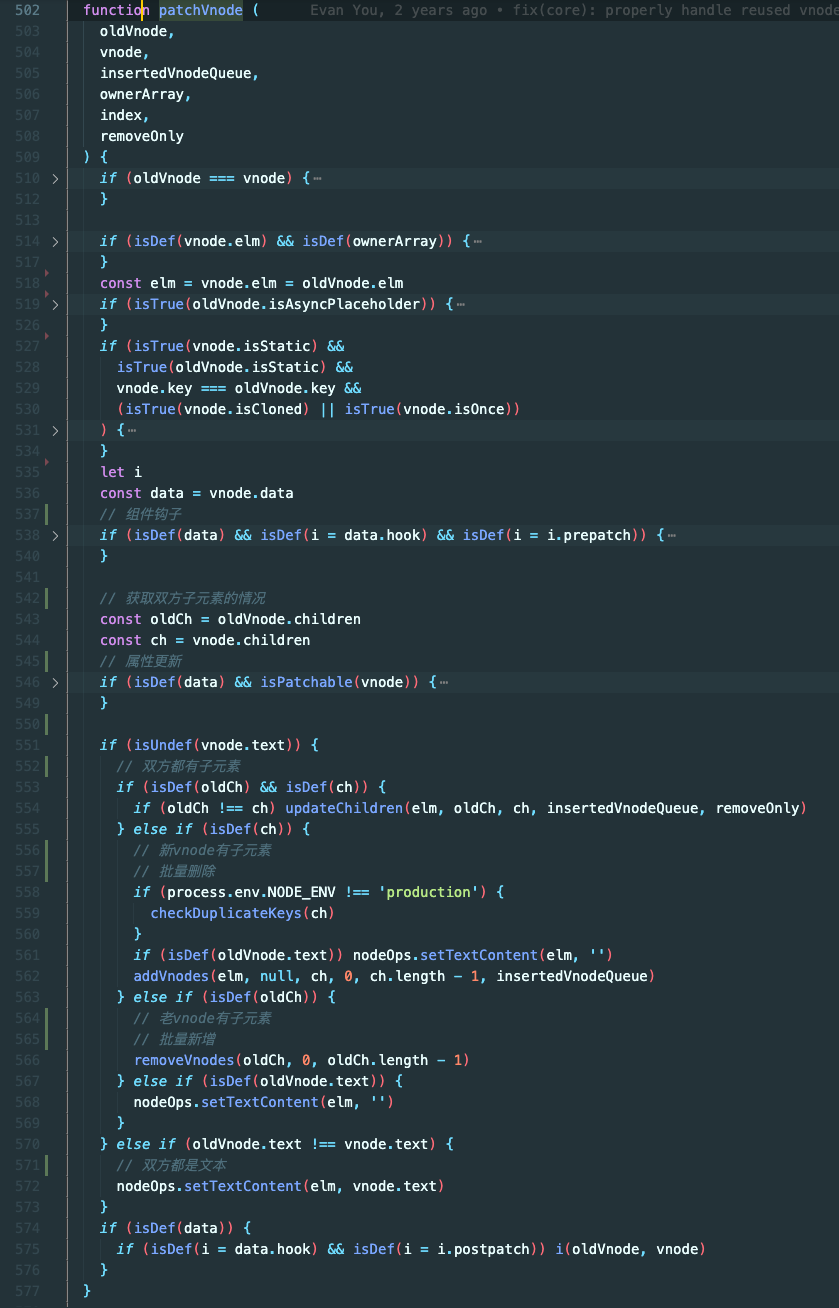 502 function patchVnode ( Evan You, 2 years ago • fix(core): properly handle reused vnode
503 oldVnode,
504 vnode,
505 insertedVnodeQueue,
506 ownerArray,
507 index,
508 removeOnly
509 ) {
510 if (oldVnode === vnode) {…
512 }
513
514 if (isDef(vnode.elm) && isDef(ownerArray)) {…
517 }
518 const elm = vnode.elm = oldVnode.elm
519 if (isTrue(oldVnode.isAsyncPlaceholder)) {…
526 }
527 if (isTrue(vnode.isStatic) &&
528 isTrue(oldVnode.isStatic) &&
529 vnode.key === oldVnode.key &&
530 (isTrue(vnode.isCloned) || isTrue(vnode.isOnce))
531 ) {…
534 }
535 let i
536 const data = vnode.data
537 // 组件钩子
538 if (isDef(data) && isDef(i = data.hook) && isDef(i = i.prepatch)) {…
540 }
541
542 // 获取双方子元素的情况
543 const oldCh = oldVnode.children
544 const ch = vnode.children
545 // 属性更新
546 if (isDef(data) && isPatchable(vnode)) {…
549 }
550
551 if (isUndef(vnode.text)) {
552 // 双方都有子元素
553 if (isDef(oldCh) && isDef(ch)) {
554 if (oldCh !== ch) updateChildren(elm, oldCh, ch, insertedVnodeQueue, removeOnly)
555 } else if (isDef(ch)) {
556 // 新vnode有子元素
557 // 批量删除
558 if (process.env.NODE_ENV !== 'production') {
559 checkDuplicateKeys(ch)
560 }
561 if (isDef(oldVnode.text)) nodeOps.setTextContent(elm, '')
562 addVnodes(elm, null, ch, 0, ch.length - 1, insertedVnodeQueue)
563 } else if (isDef(oldCh)) {
564 // 老vnode有子元素
565 // 批量新增
566 removeVnodes(oldCh, 0, oldCh.length - 1)
567 } else if (isDef(oldVnode.text)) {
568 nodeOps.setTextContent(elm, '')
569 }
570 } else if (oldVnode.text !== vnode.text) {
571 // 双方都是文本
572 nodeOps.setTextContent(elm, vnode.text)
573 }
574 if (isDef(data)) {
575 if (isDef(i = data.hook) && isDef(i = i.postpatch)) i(oldVnode, vnode)
576 }
577 }